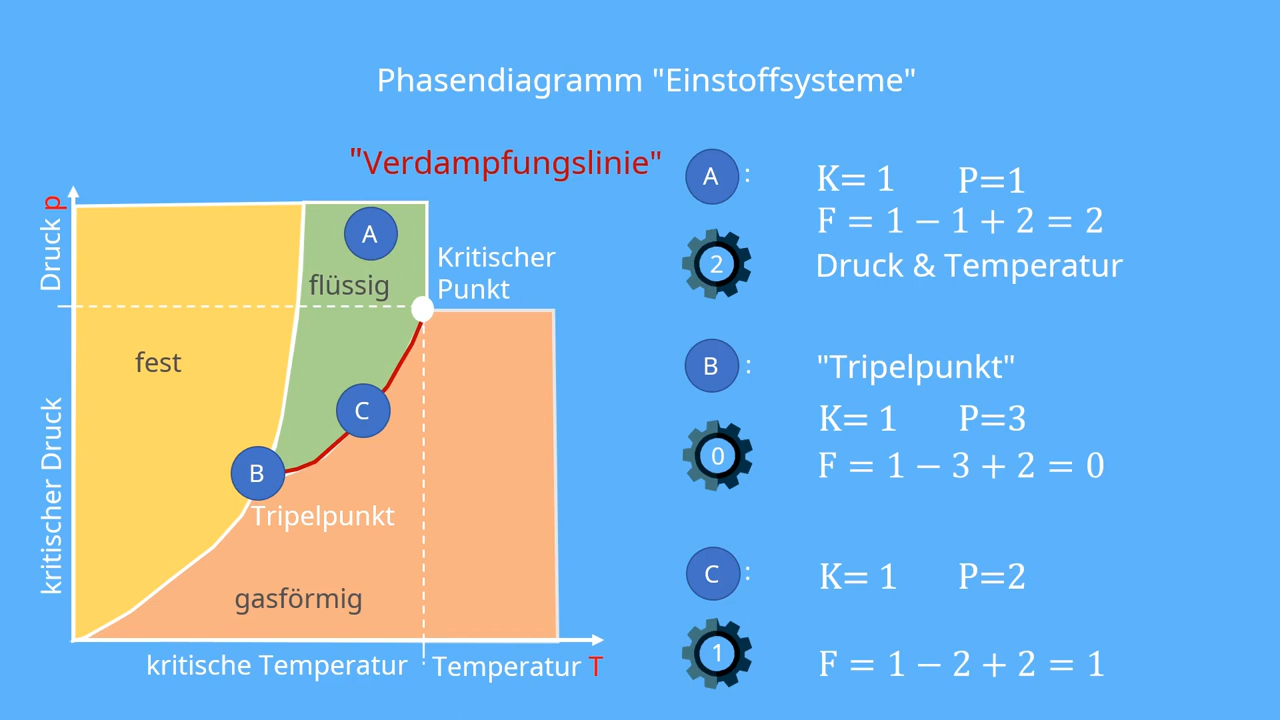 Phasendiagramm "Einstoffsysteme"
"Verdampfungslinie"
Druck p
kritischer Druck
A
flüssig
Kritischer
Punkt
fest
C
B
Tripelpunkt
gasförmig
kritische Temperatur
Temperatur T
A :
K= 1 P=1
F = 1 − 1 + 2 = 2
2
Druck & Temperatur
B :
"Tripelpunkt"
K= 1 P=3
0
F = 1 − 3 + 2 = 0
C :
K= 1 P=2
1
F = 1 − 2 + 2 = 1